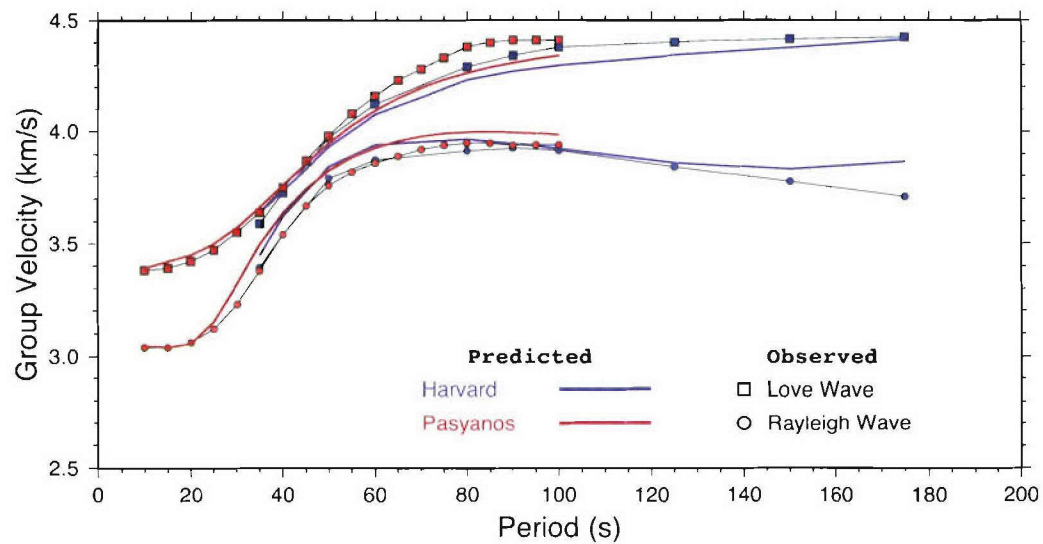 4.5
4.0
3.5
3.0
2.5
Group Velocity (km/s)
Predicted
Observed
Harvard
Love Wave
Pasyanos
Rayleigh Wave
0 20 40 60 80 100 120 140 160 180 200
Period (s)